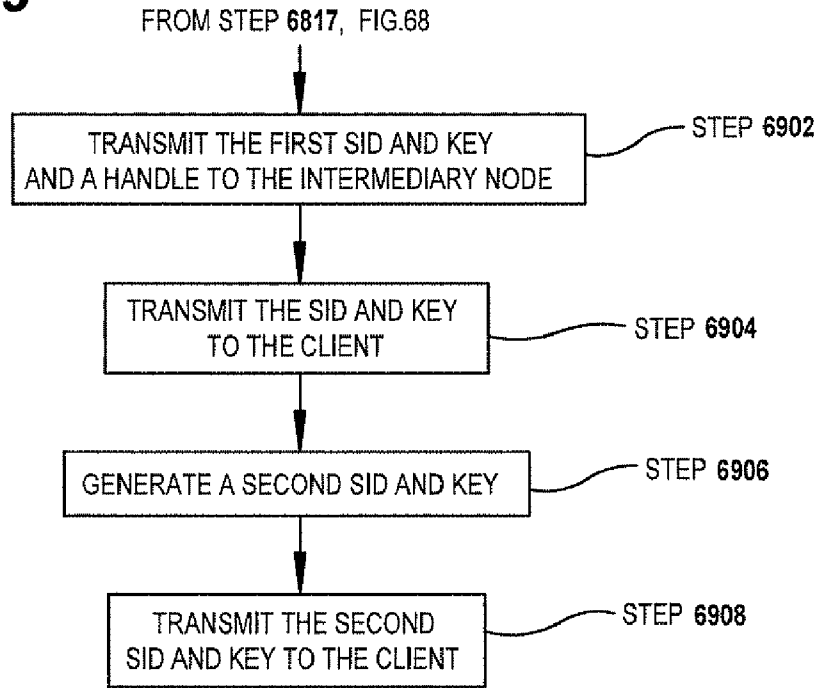 FROM STEP 6817, FIG.68
TRANSMIT THE FIRST SID AND KEY
AND A HANDLE TO THE INTERMEDIARY NODE
STEP 6902
TRANSMIT THE SID AND KEY
TO THE CLIENT
STEP 6904
GENERATE A SECOND SID AND KEY
STEP 6906
TRANSMIT THE SECOND
SID AND KEY TO THE CLIENT
STEP 6908